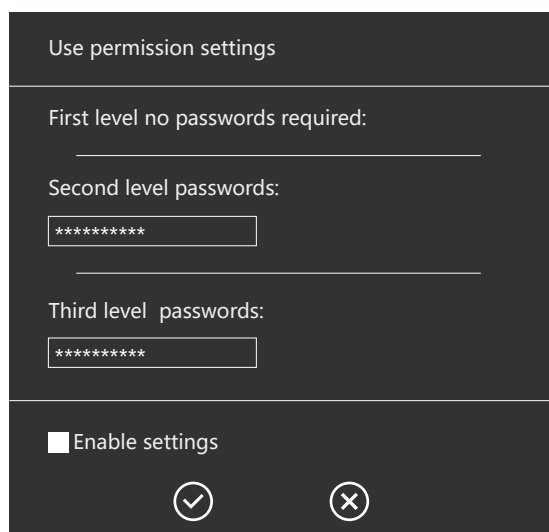 Use permission settings
First level no passwords required:
Second level passwords:
**********
Third level  passwords:
**********
Enable settings